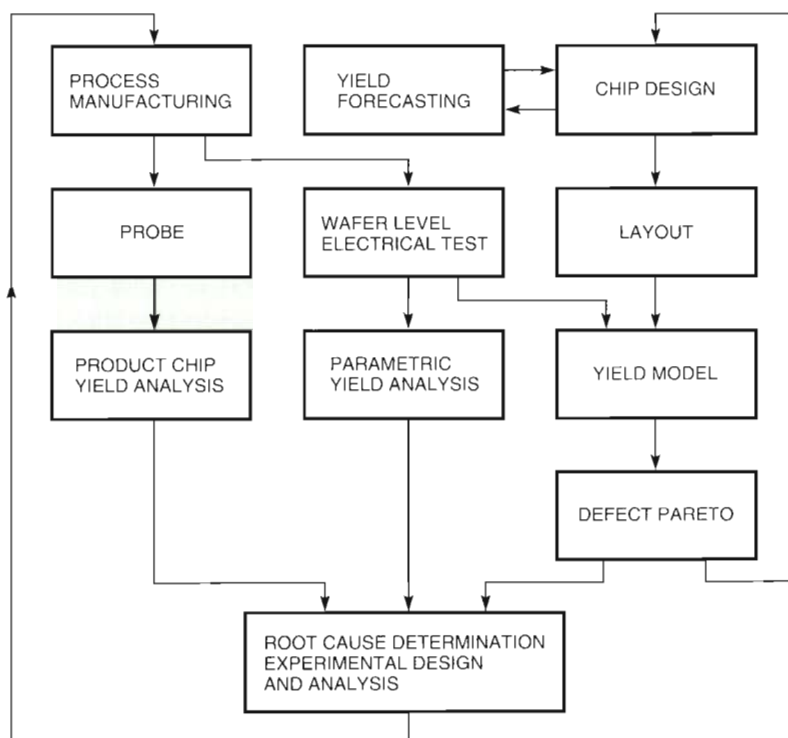 PROCESS
MANUFACTURING
YIELD
FORECASTING
CHIP DESIGN
PROBE
WAFER LEVEL
ELECTRICAL TEST
LAYOUT
PRODUCT CHIP
YIELD ANALYSIS
PARAMETRIC
YIELD ANALYSIS
YIELD MODEL
DEFECT PARETO
ROOT CAUSE DETERMINATION
EXPERIMENTAL DESIGN
AND ANALYSIS